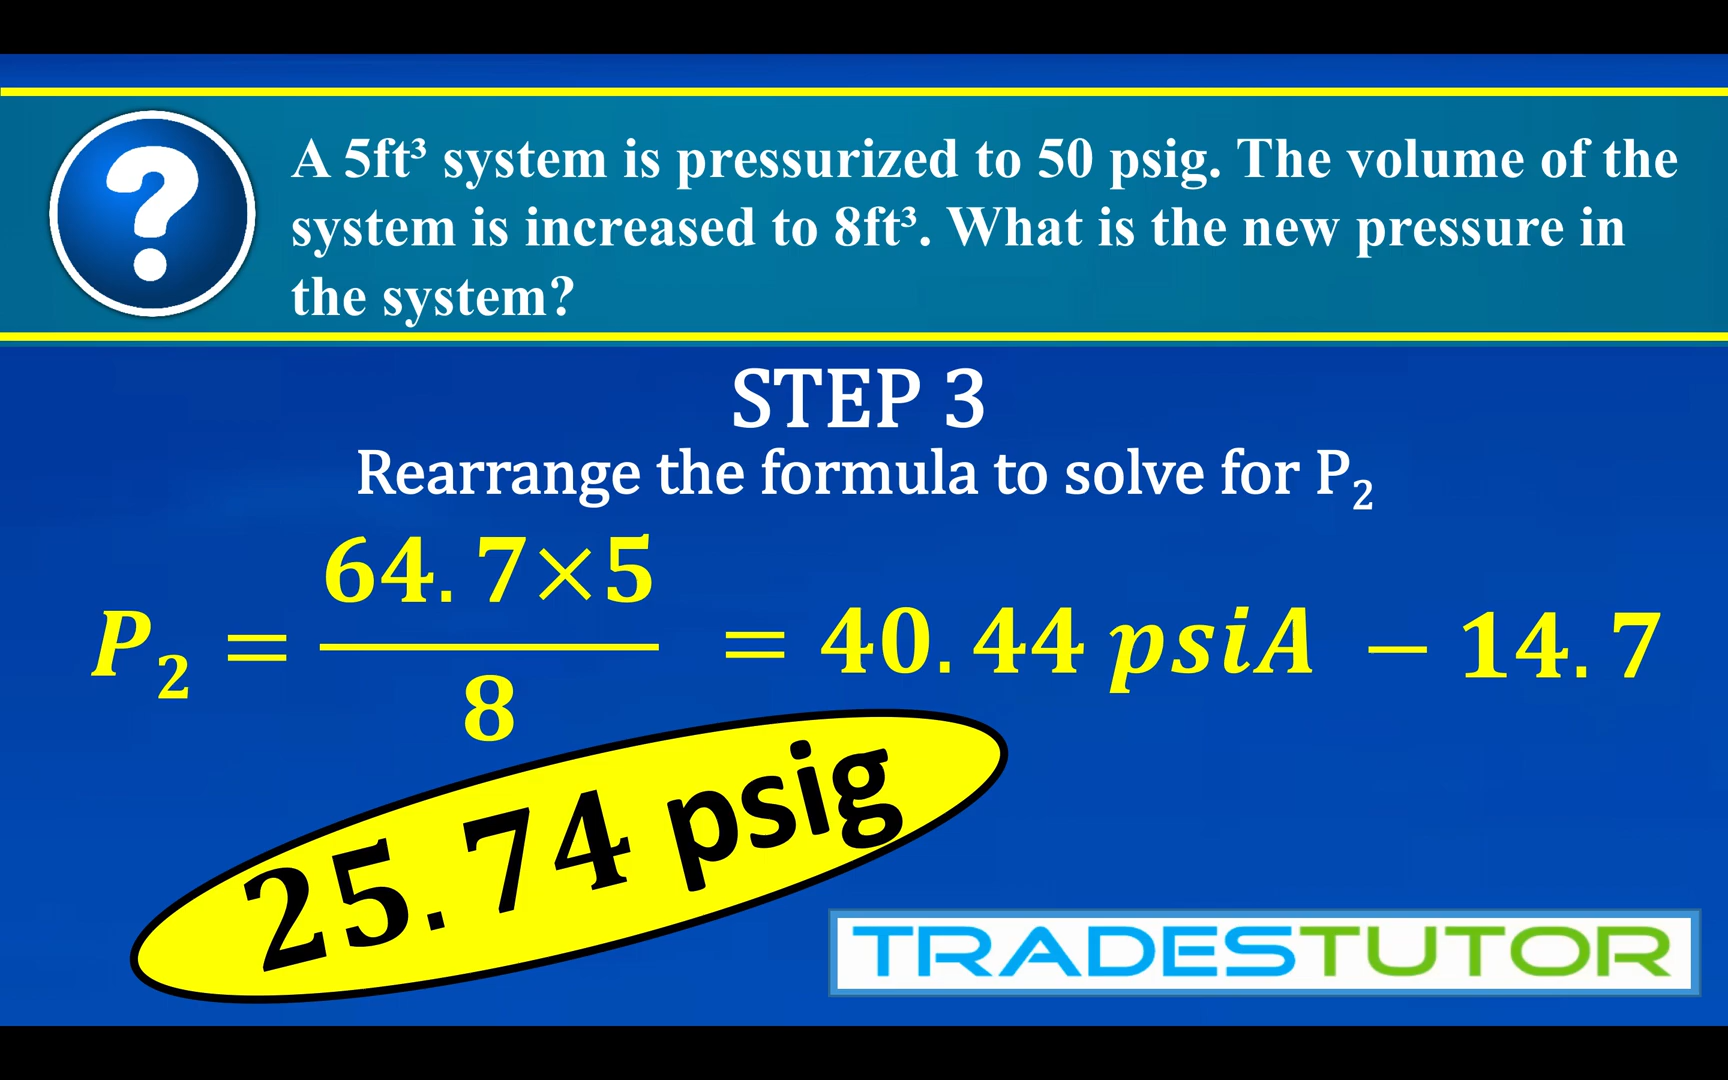 ?
A 5ft³ system is pressurized to 50 psig. The volume of the
system is increased to 8ft³. What is the new pressure in
the system?
STEP 3
Rearrange the formula to solve for P₂
P₂ = 64.7×5 / 8 = 40.44 psiA − 14.7
25.74 psig
TRADESTUTOR